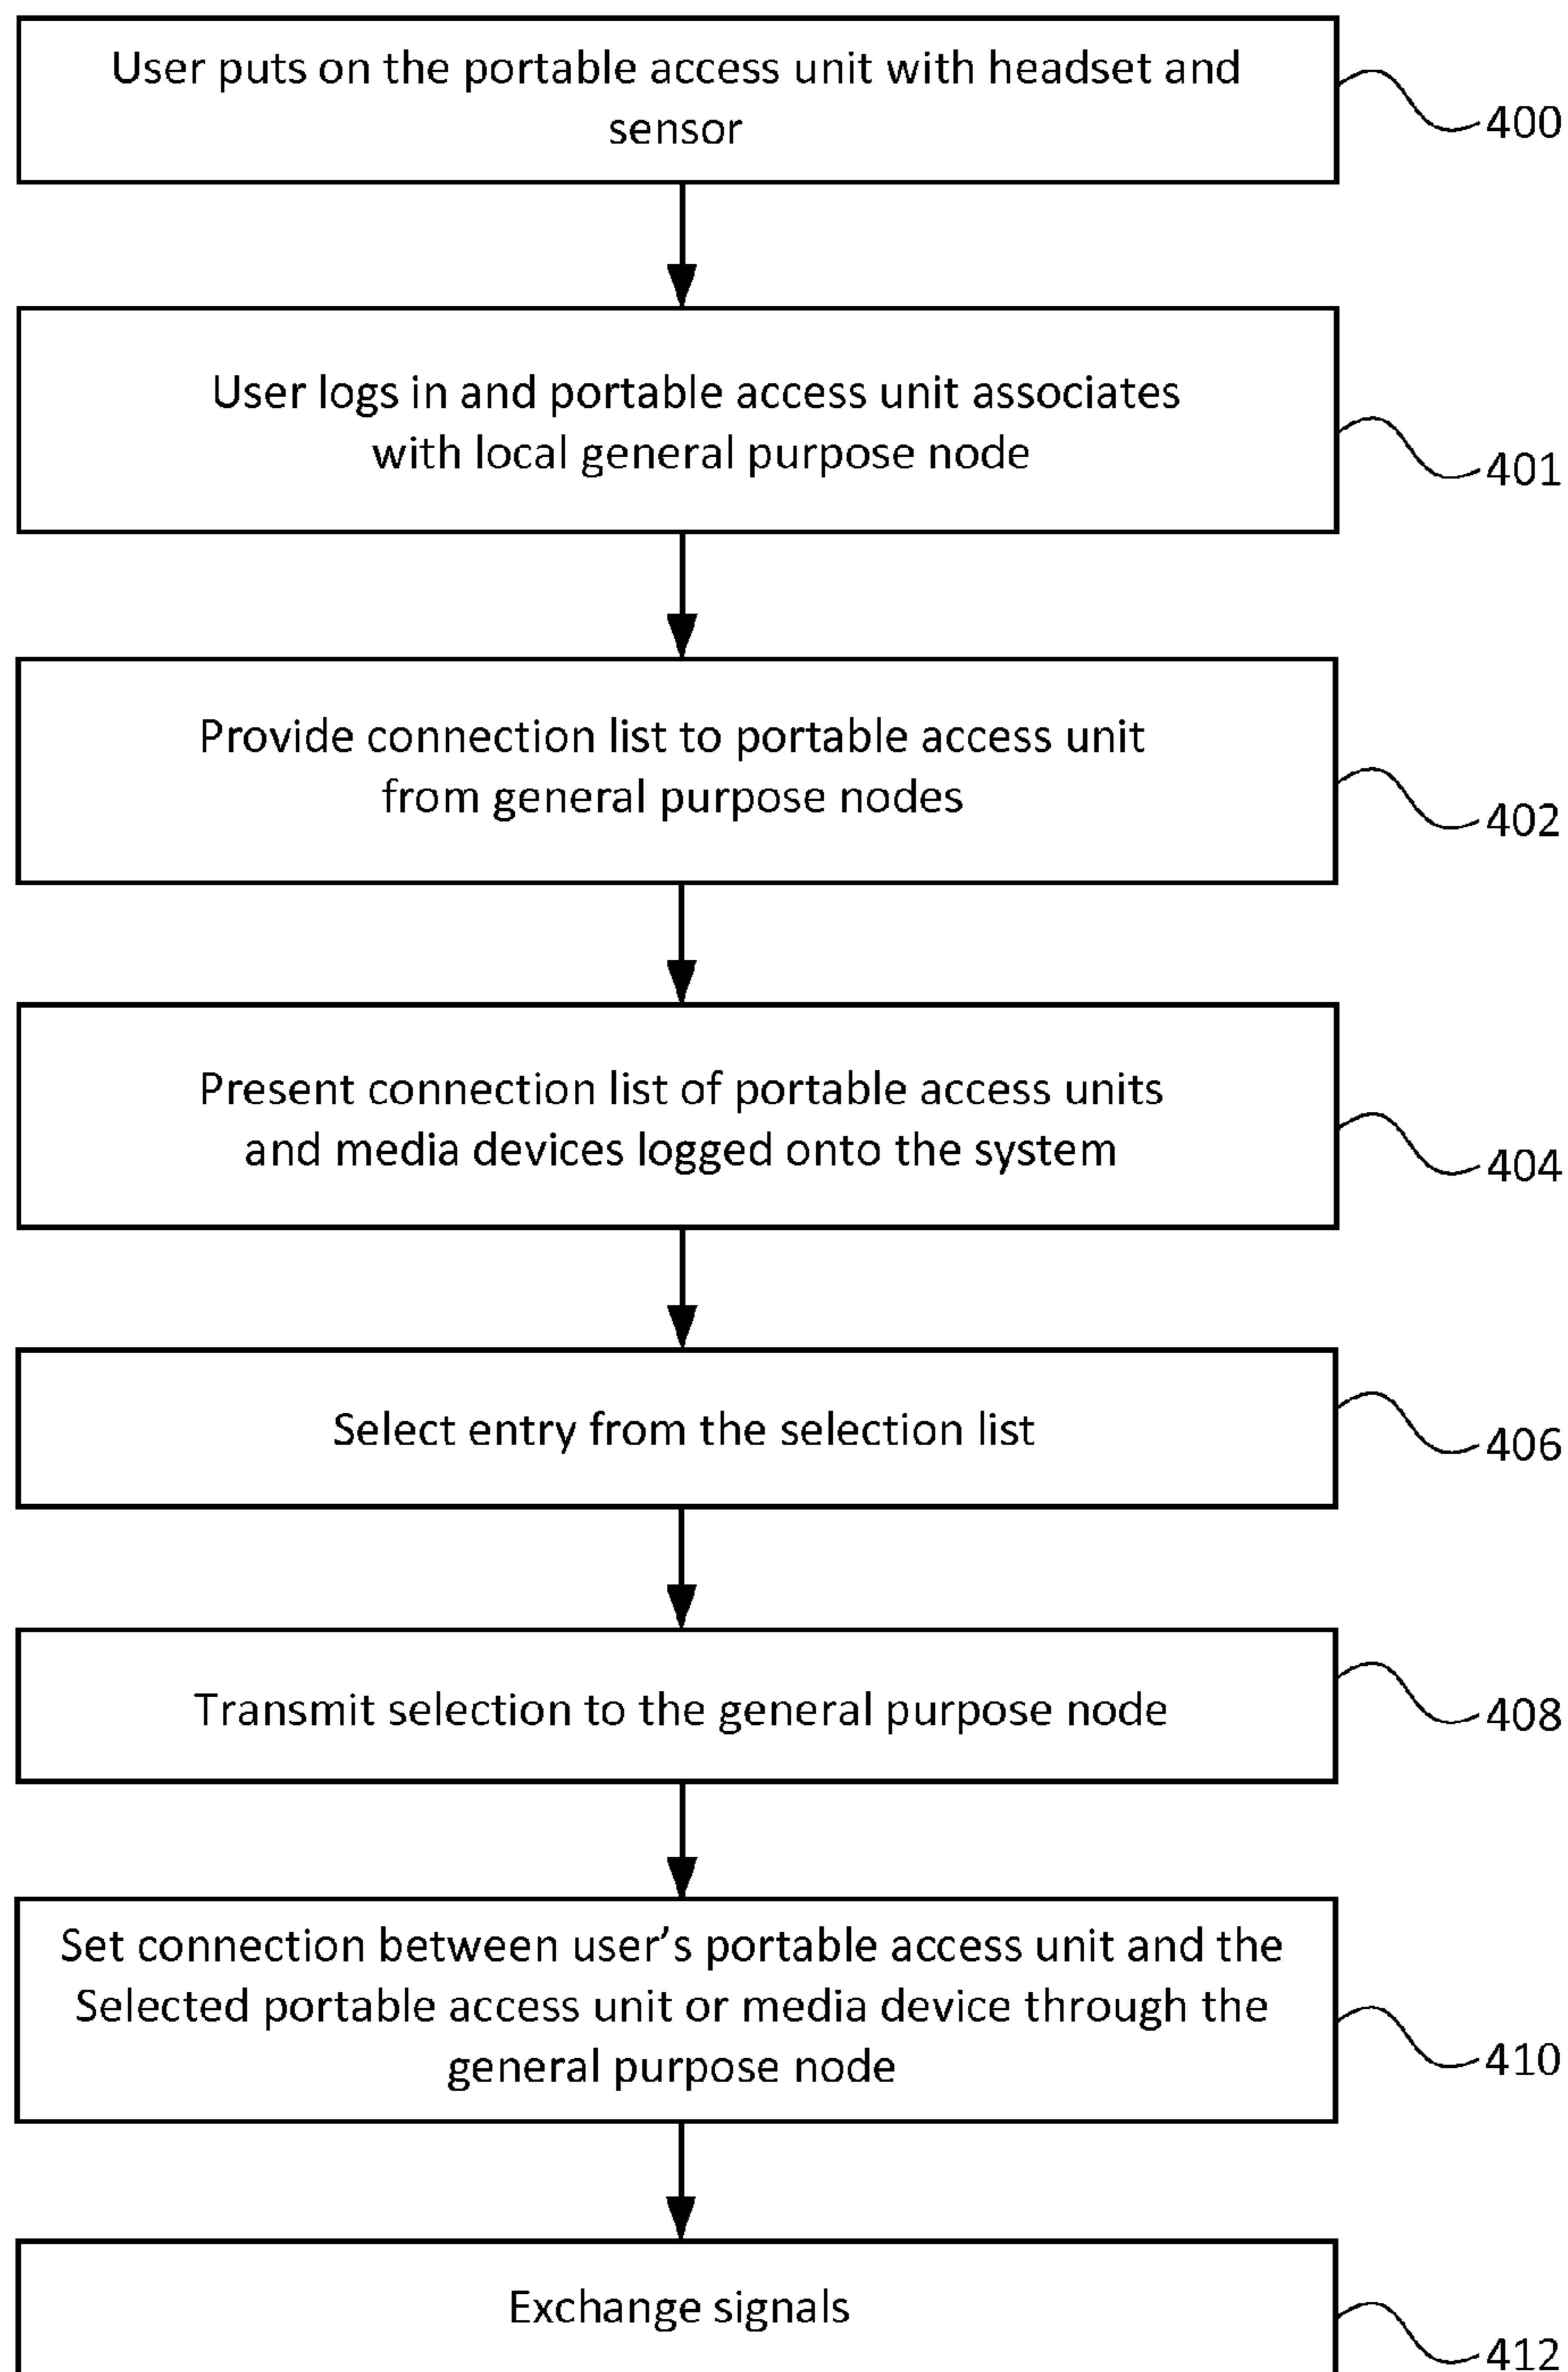 User puts on the portable access unit with headset and
sensor
400
User logs in and portable access unit associates
with local general purpose node
401
Provide connection list to portable access unit
from general purpose nodes
402
Present connection list of portable access units
and media devices logged onto the system
404
Select entry from the selection list
406
Transmit selection to the general purpose node
408
Set connection between user's portable access unit and the
Selected portable access unit or media device through the
general purpose node
410
Exchange signals
412